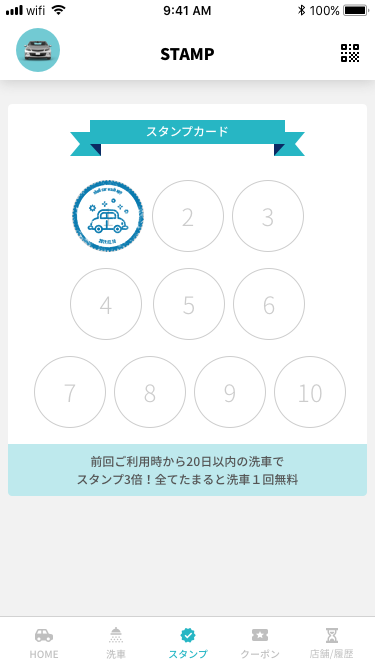 wifi 9:41 AM 100%
STAMP
スタンプカード
2 3
4 5 6
7 8 9 10
前回ご利用時から20日以内の洗車で
スタンプ3倍！全てたまると洗車１回無料
HOME 洗車 スタンプ クーポン 店舗/履歴